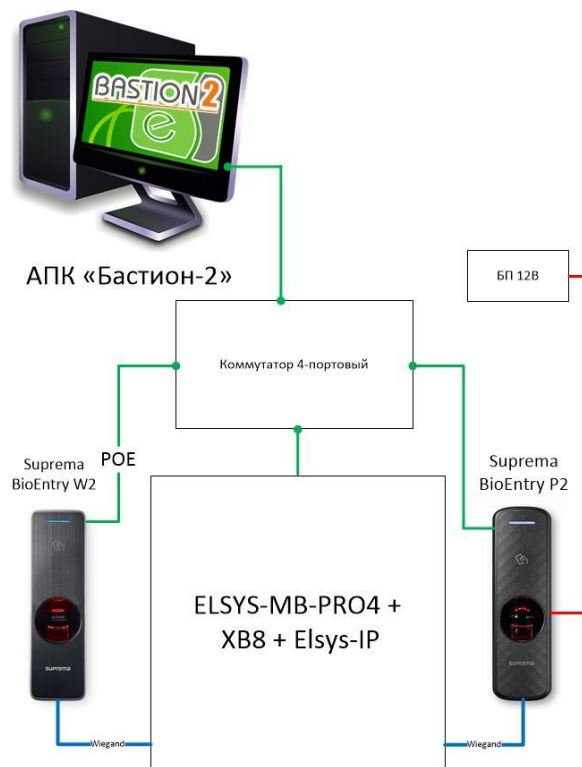 BASTION2
e
АПК «Бастион-2»
БП 12В
Коммутатор 4-портовый
POE
Suprema
BioEntry W2
Suprema
BioEntry P2
ELSYS-MB-PRO4 +
XB8 + Elsys-IP
suprema
suprema
Wiegand
Wiegand